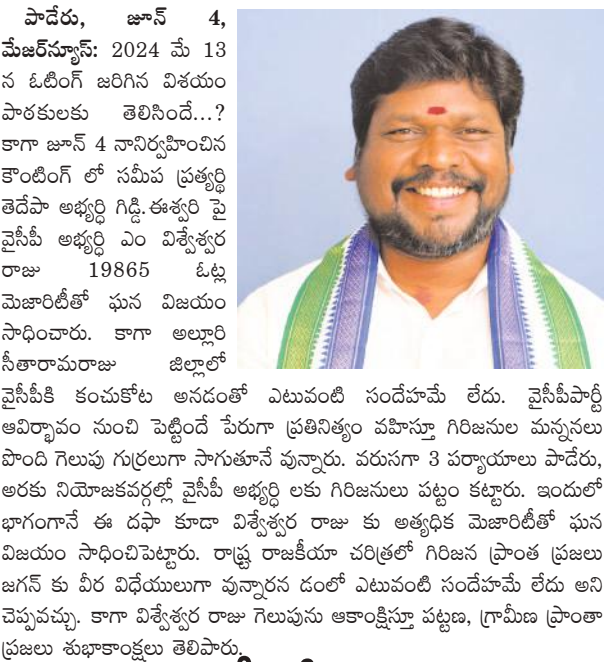 పాడేరు, జూన్ 4,
మేజర్‌న్యూస్: 2024 మే 13
న ఓటింగ్ జరిగిన విశయం
పాఠకులకు తెలిసిందే...?
కాగా జూన్ 4 నానిర్వహించిన
కౌంటింగ్ లో సమీప ప్రత్యర్థి
తెదేపా అభ్యర్ధి గిడ్డి.ఈశ్వరి పై
వైసీపీ అభ్యర్ధి ఎం విశ్వేశ్వర
రాజు 19865 ఓట్ల
మెజారిటీతో ఘన విజయం
సాధించారు. కాగా అల్లూరి
సీతారామరాజు జిల్లాలో
వైసీపీకి కంచుకోట అనడంతో ఎటువంటి సందేహమే లేదు. వైసీపీపార్టీ
ఆవిర్భావం నుంచి పెట్టిందే పేరుగా ప్రతినిత్యం వహిస్తూ గిరిజనుల మన్ననలు
పొంది గెలుపు గుర్రలుగా సాగుతూనే వున్నారు. వరుసగా 3 పర్యాయాలు పాడేరు,
అరకు నియోజకవర్గల్లో వైసీపీ అభ్యర్ధి లకు గిరిజనులు పట్టం కట్టారు. ఇందులో
భాగంగానే ఈ దఫా కూడా విశ్వేశ్వర రాజు కు అత్యధిక మెజారిటీతో ఘన
విజయం సాధించిపెట్టారు. రాష్ట్ర రాజకీయా చరిత్రలో గిరిజన ప్రాంత ప్రజలు
జగన్ కు వీర విధేయులుగా వున్నారన డంలో ఎటువంటి సందేహమే లేదు అని
చెప్పవచ్చు. కాగా విశ్వేశ్వర రాజు గెలుపును ఆకాంక్షిస్తూ పట్టణ, గ్రామీణ ప్రాంతా
ప్రజలు శుభాకాంక్షలు తెలిపారు.